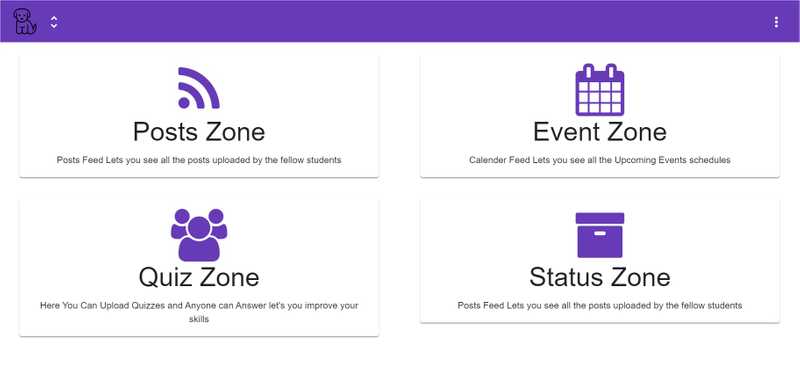 Posts Zone
Posts Feed Lets you see all the posts uploaded by the fellow students
Event Zone
Calender Feed Lets you see all the Upcoming Events schedules
Quiz Zone
Here You Can Upload Quizzes and Anyone can Answer let's you improve your
skills
Status Zone
Posts Feed Lets you see all the posts uploaded by the fellow students